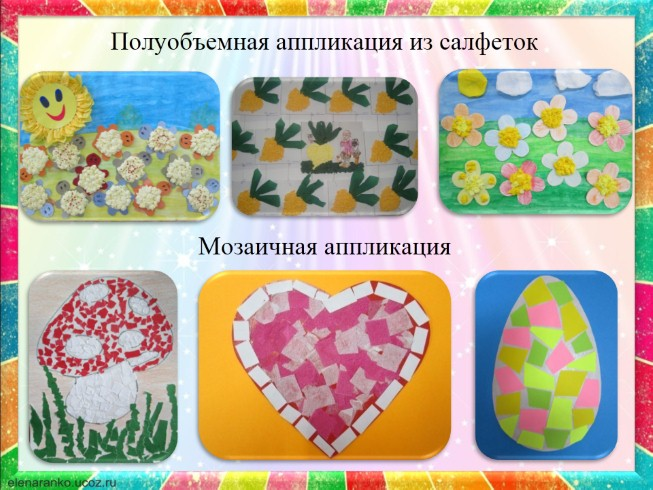 Полуобъемная аппликация из салфеток
Мозаичная аппликация
elenaranko.ucoz.ru